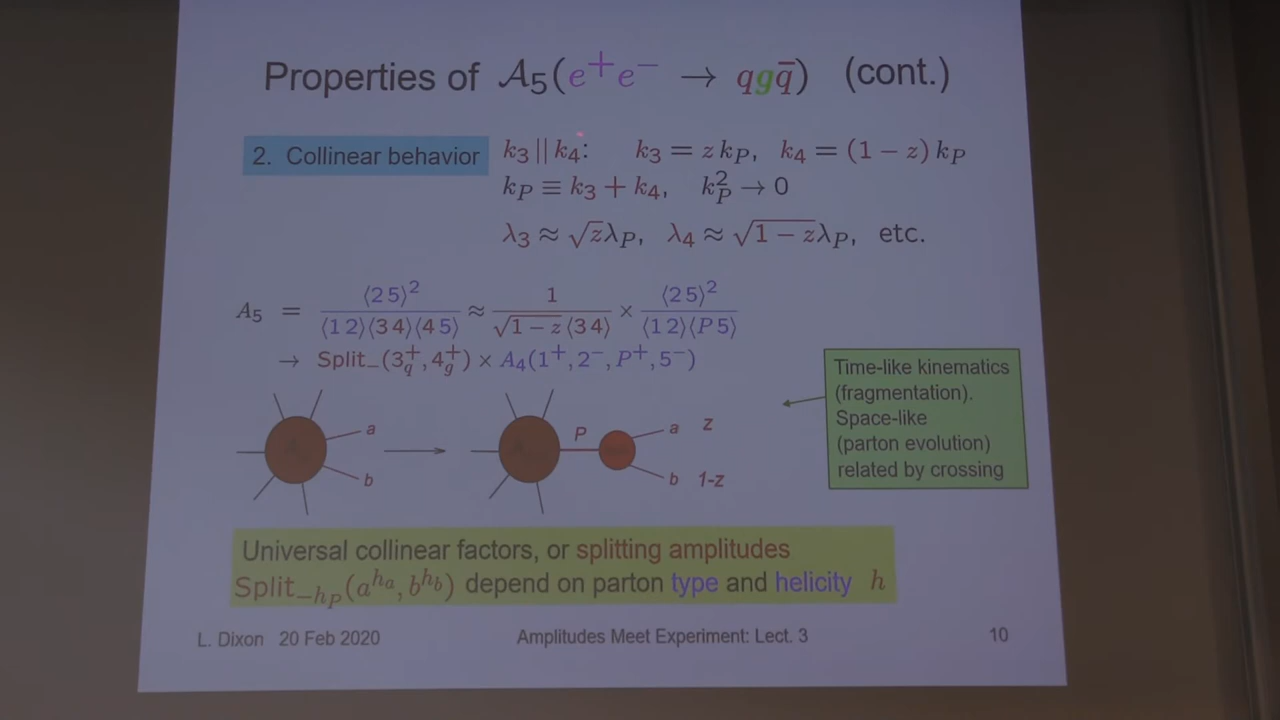 Properties of 𝒜₅(e⁺e⁻ → qgq̄) (cont.)
2. Collinear behavior
k₃ || k₄: k₃ = z k_P, k₄ = (1 − z) k_P
k_P ≡ k₃ + k₄, k_P² → 0
λ₃ ≈ √z λ_P, λ₄ ≈ √(1 − z) λ_P, etc.
A₅ = ⟨2 5⟩² / ⟨1 2⟩⟨3 4⟩⟨4 5⟩ ≈ 1 / √(1 − z) ⟨3 4⟩ × ⟨2 5⟩² / ⟨1 2⟩⟨P 5⟩
→ Split₋(3_q⁺, 4_g⁺) × A₄(1⁺, 2⁻, P⁺, 5⁻)
Time-like kinematics
(fragmentation).
Space-like
(parton evolution)
related by crossing
a
b
P
a z
b 1-z
Universal collinear factors, or splitting amplitudes
Split_{−h_P}(a^{h_a}, b^{h_b}) depend on parton type and helicity h
L. Dixon 20 Feb 2020
Amplitudes Meet Experiment: Lect. 3
10